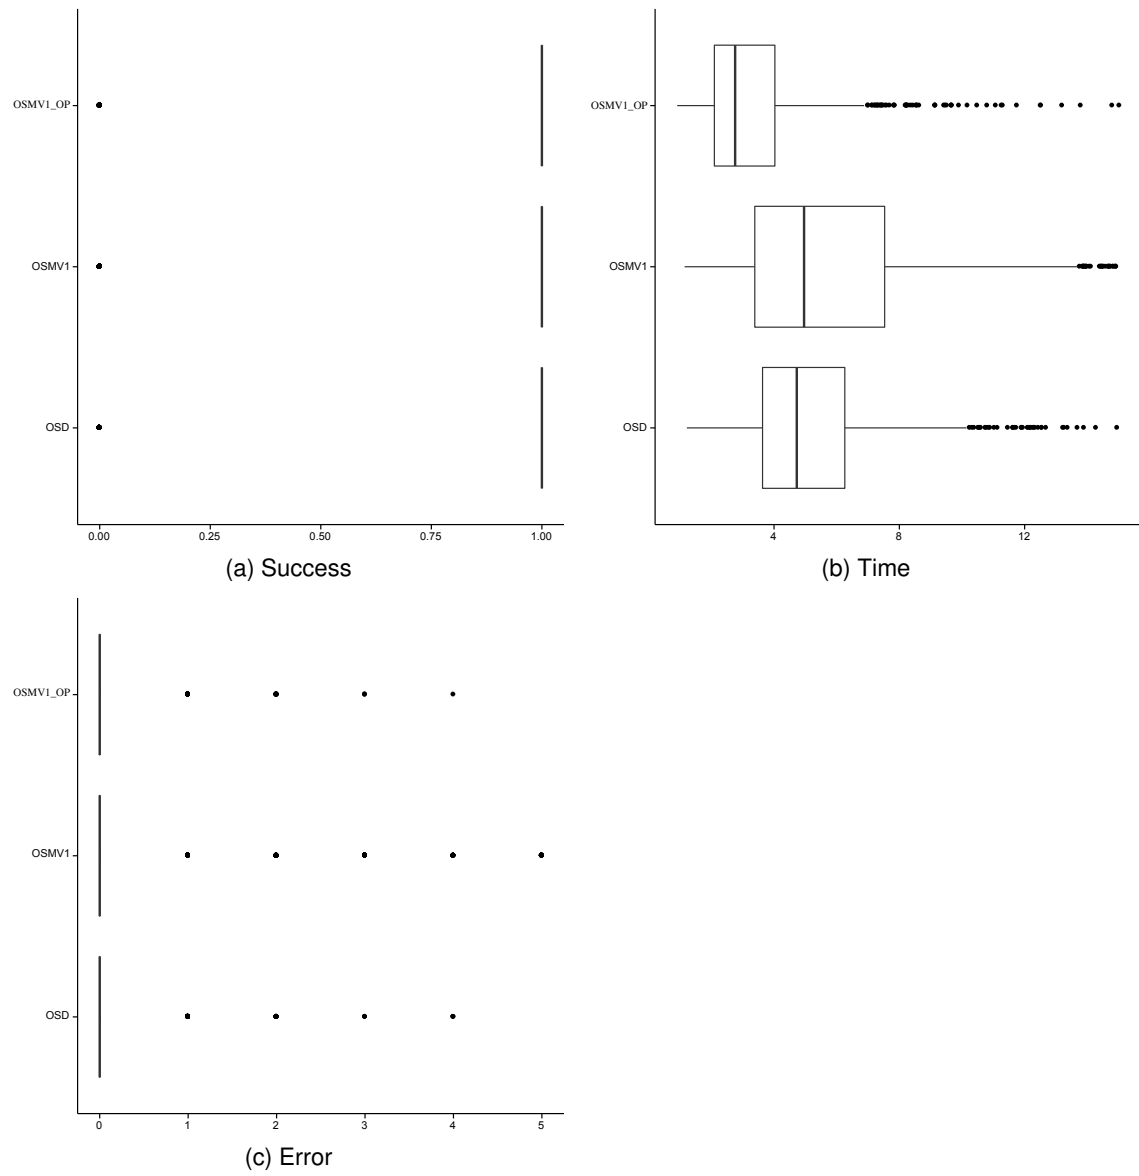 OSMV1_OP
OSMV1
OSD
0.00 0.25 0.50 0.75 1.00
(a) Success
OSMV1_OP
OSMV1
OSD
4 8 12
(b) Time
OSMV1_OP
OSMV1
OSD
0 1 2 3 4 5
(c) Error